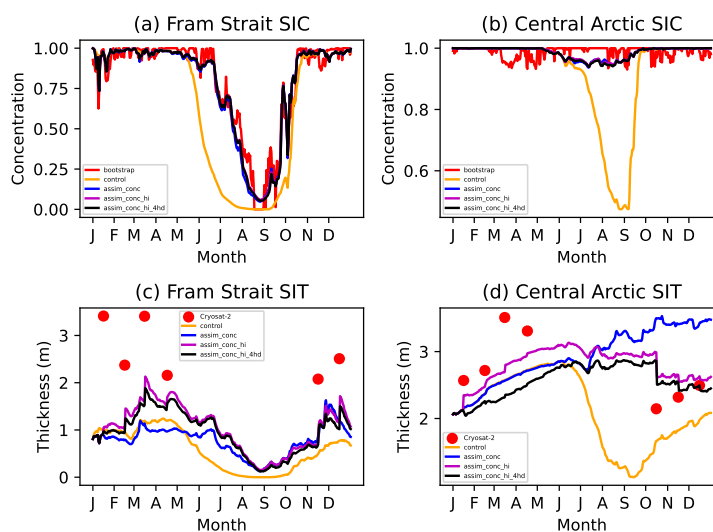 (a) Fram Strait SIC
1.00
0.75
0.50
0.25
0.00
Concentration
bootstrap
control
assim_conc
assim_conc_hi
assim_conc_hi_4hd
J F M A M J J A S O N D
Month
(b) Central Arctic SIC
1.0
0.8
0.6
Concentration
bootstrap
control
assim_conc
assim_conc_hi
assim_conc_hi_4hd
J F M A M J J A S O N D
Month
(c) Fram Strait SIT
3
2
1
0
Thickness (m)
Cryosat-2
control
assim_conc
assim_conc_hi
assim_conc_hi_4hd
J F M A M J J A S O N D
Month
(d) Central Arctic SIT
3
2
Thickness (m)
Cryosat-2
control
assim_conc
assim_conc_hi
assim_conc_hi_4hd
J F M A M J J A S O N D
Month